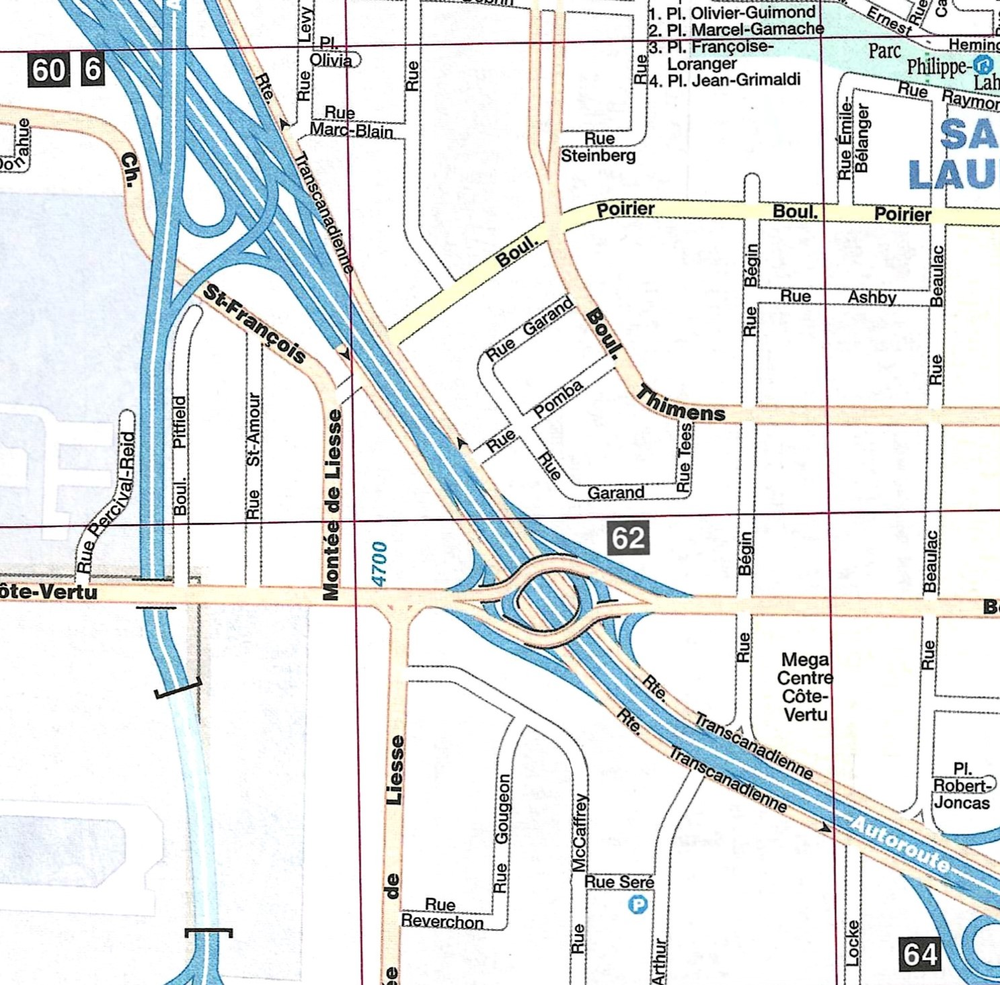 1. Pl. Olivier-Guimond
2. Pl. Marcel-Gamache
3. Pl. Françoise-
Loranger
4. Pl. Jean-Grimaldi
Ernest
Rue
Parc
Philippe-
Lah
60
6
Levy
Rue
Pl.
Olivia
Rue
Rue
Rue
Marc-Blain
Rte.
Transcanadienne
Ch.
St-François
Rue
Steinberg
Rue Émile-
Bélanger
Rue
Raymon
SA
LAU
Boul.
Poirier
Boul.
Poirier
Bégin
Rue
Rue
Ashby
Beaulac
Rue
Rue
Garand
Boul.
Thimens
Rue
Pomba
Rue
Garand
Rue Tees
Rue Percival-Reid
Boul.
Pitfield
Rue
St-Amour
Montée de Liesse
4700
62
ôte-Vertu
Bégin
Rue
Beaulac
Rue
Mega
Centre
Côte-
Vertu
Rte.
Transcanadienne
Rte.
Transcanadienne
Autoroute
Pl.
Robert-
Joncas
Liesse
de
Rue
Gougeon
McCaffrey
Rue
Rue Seré
P
Rue
Reverchon
Arthur
Locke
64